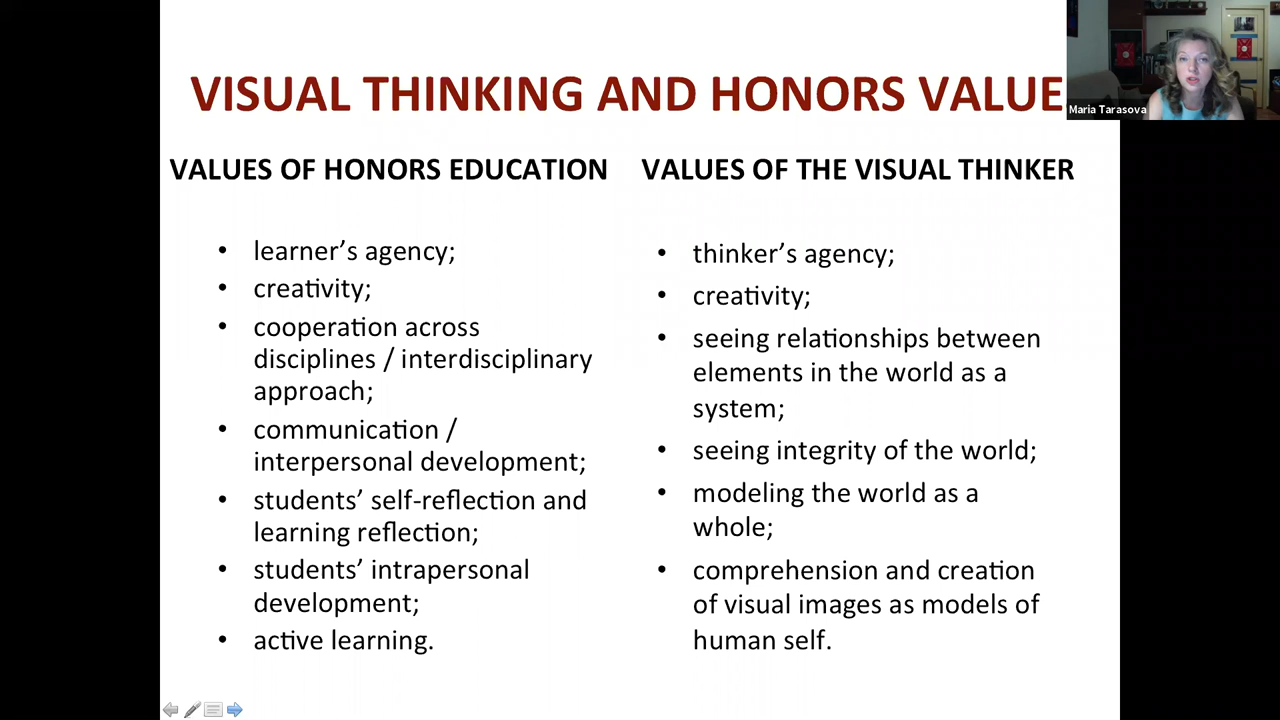 VISUAL THINKING AND HONORS VALUE
Maria Tarasova
VALUES OF HONORS EDUCATION
• learner’s agency;
• creativity;
• cooperation across
disciplines / interdisciplinary
approach;
• communication /
interpersonal development;
• students’ self-reflection and
learning reflection;
• students’ intrapersonal
development;
• active learning.
VALUES OF THE VISUAL THINKER
• thinker’s agency;
• creativity;
• seeing relationships between
elements in the world as a
system;
• seeing integrity of the world;
• modeling the world as a
whole;
• comprehension and creation
of visual images as models of
human self.